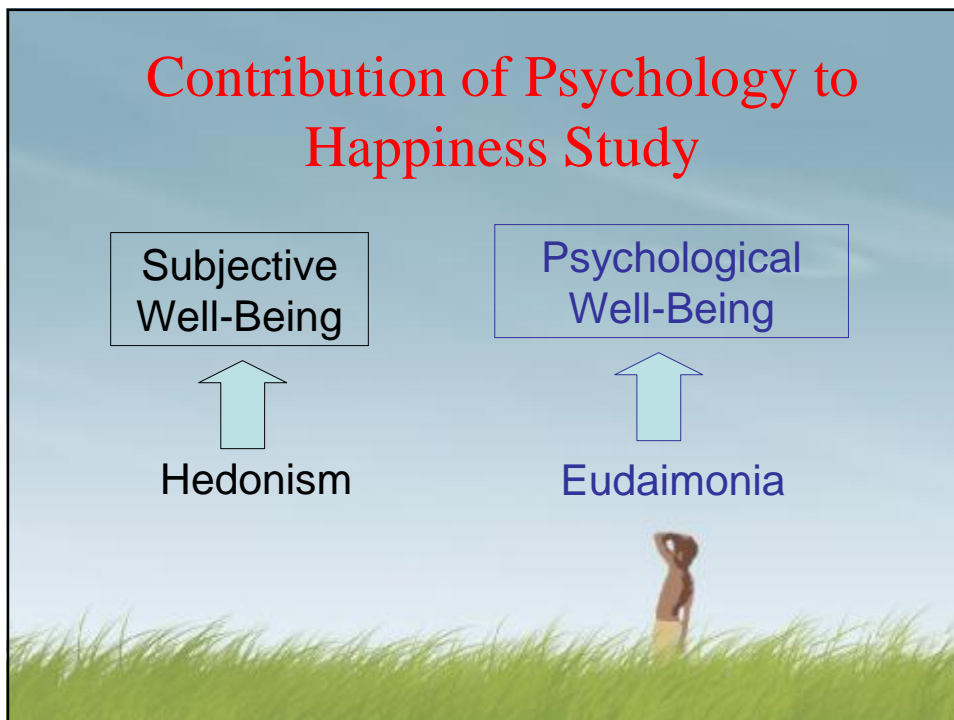 Contribution of Psychology to
Happiness Study
Subjective
Well-Being
Psychological
Well-Being
Hedonism
Eudaimonia